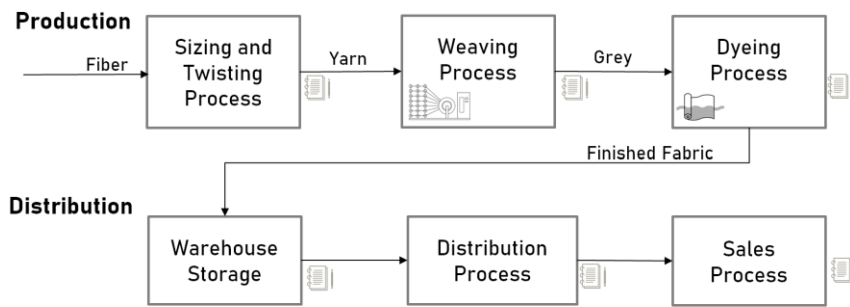 Production
Fiber
Sizing and
Twisting
Process
Yarn
Weaving
Process
Grey
Dyeing
Process
Finished Fabric
Distribution
Warehouse
Storage
Distribution
Process
Sales
Process